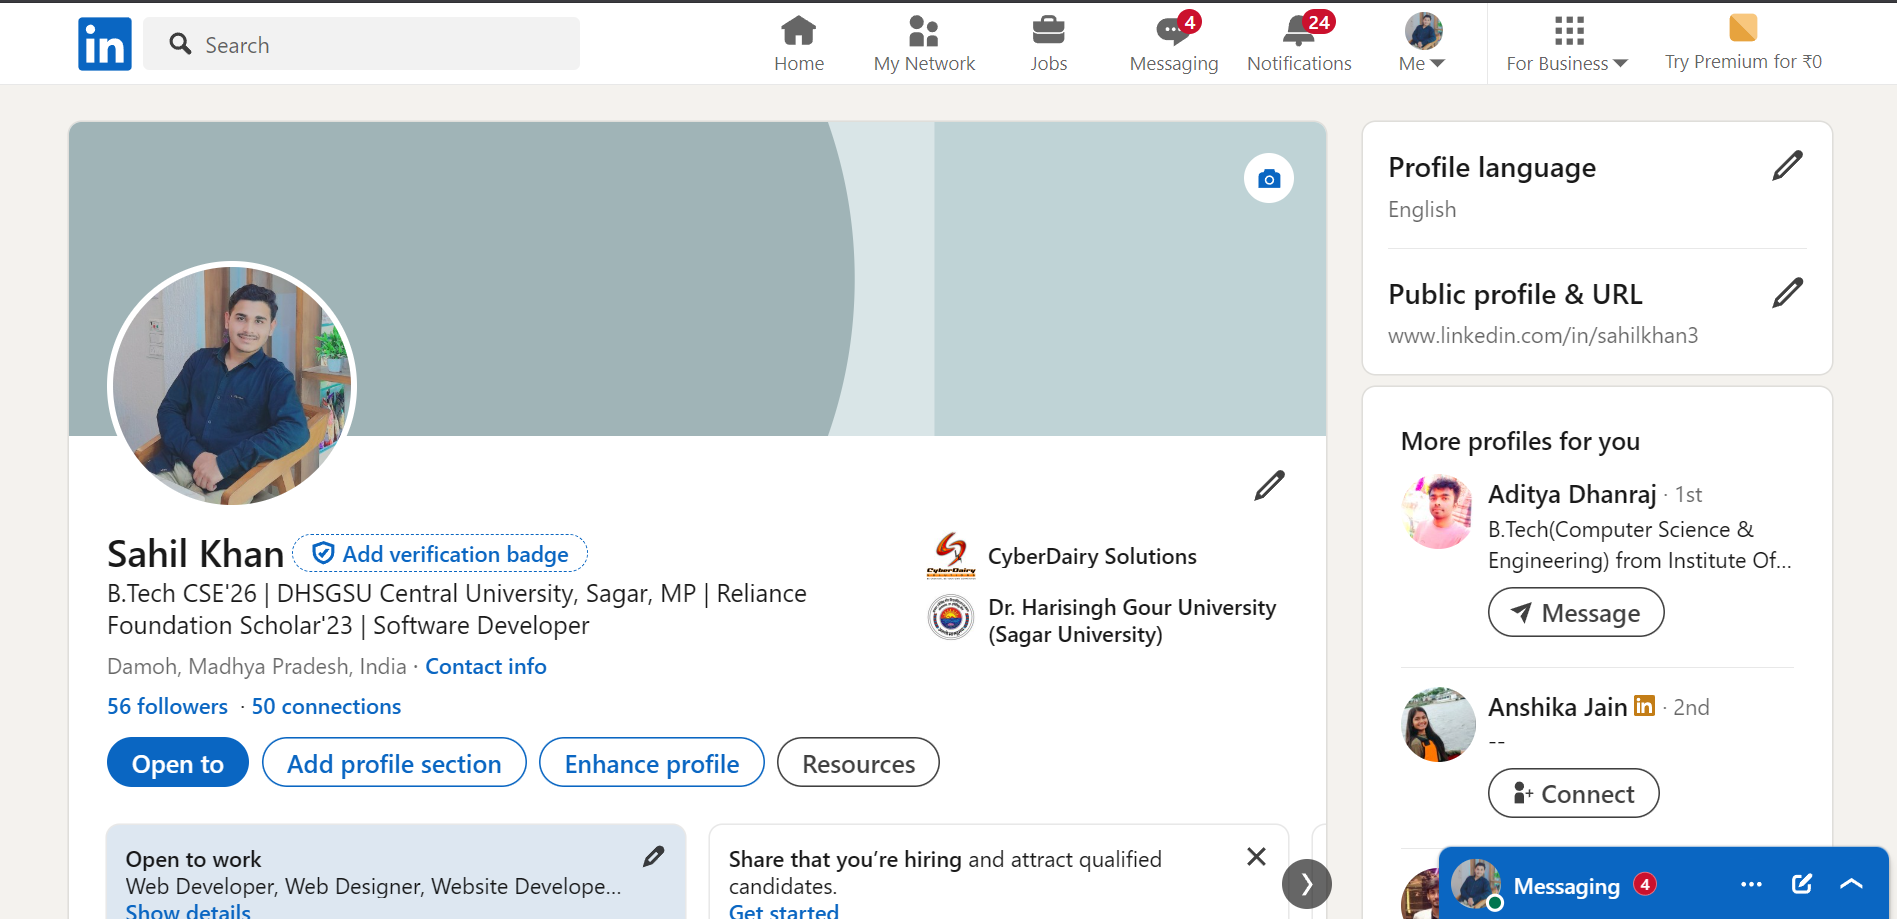 in
Search
Home
My Network
Jobs
4
Messaging
24
Notifications
Me
For Business
Try Premium for ₹0
Sahil Khan
Add verification badge
B.Tech CSE'26 | DHSGSU Central University, Sagar, MP | Reliance
Foundation Scholar'23 | Software Developer
Damoh, Madhya Pradesh, India · Contact info
56 followers · 50 connections
Open to
Add profile section
Enhance profile
Resources
CyberDairy
CyberDairy Solutions
Dr. Harisingh Gour University
(Sagar University)
Open to work
Web Developer, Web Designer, Website Develope...
Show details
Share that you’re hiring and attract qualified
candidates.
Get started
Profile language
English
Public profile & URL
www.linkedin.com/in/sahilkhan3
More profiles for you
Aditya Dhanraj · 1st
B.Tech(Computer Science &
Engineering) from Institute Of...
Message
Anshika Jain in · 2nd
--
Connect
Messaging 4